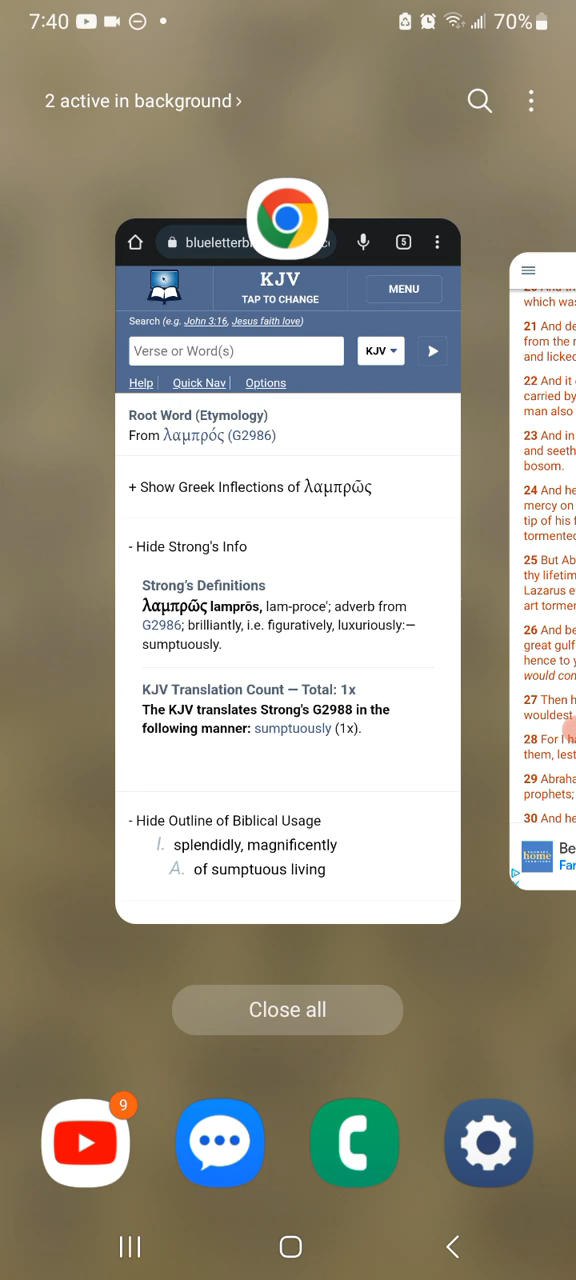 7:40
70%
2 active in background >
blueletterb
5
KJV
TAP TO CHANGE
MENU
Search (e.g. John 3:16, Jesus faith love)
Verse or Word(s)
KJV
Help
Quick Nav
Options
Root Word (Etymology)
From λαμπρός (G2986)
+ Show Greek Inflections of λαμπρῶς
- Hide Strong's Info
Strong's Definitions
λαμπρῶς lamprōs, lam-proce'; adverb from
G2986; brilliantly, i.e. figuratively, luxuriously:—
sumptuously.
KJV Translation Count — Total: 1x
The KJV translates Strong's G2988 in the
following manner: sumptuously (1x).
- Hide Outline of Biblical Usage
I. splendidly, magnificently
A. of sumptuous living
which was
21 And de
from the
and licked
22 And it
carried by
man also
23 And in
and seeth
bosom.
24 And he
mercy on
tip of his
tormented
25 But Ab
thy lifetim
Lazarus e
art tormen
26 And be
great gulf
hence to y
would con
27 Then h
wouldest
28 For I ha
them, lest
29 Abraha
prophets;
30 And he
home
Be
Far
Close all
9